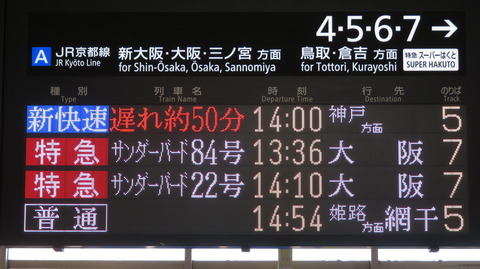 4・5・6・7→
A JR京都線 新大阪・大阪・三ノ宮 方面 鳥取・倉吉 方面 特急 スーパーはくと
JR Kyōto Line for Shin-Ōsaka, Ōsaka, Sannomiya for Tottori, Kurayoshi SUPER HAKUTO
種別 列車名 時刻 行先 のりば
Type Train Name Departure Time Destination Track
新快速 遅れ約50分 14:00 神戸方面 5
特急 サンダーバード84号 13:36 大阪 7
特急 サンダーバード22号 14:10 大阪 7
普通 14:54 姫路方面 網干 5